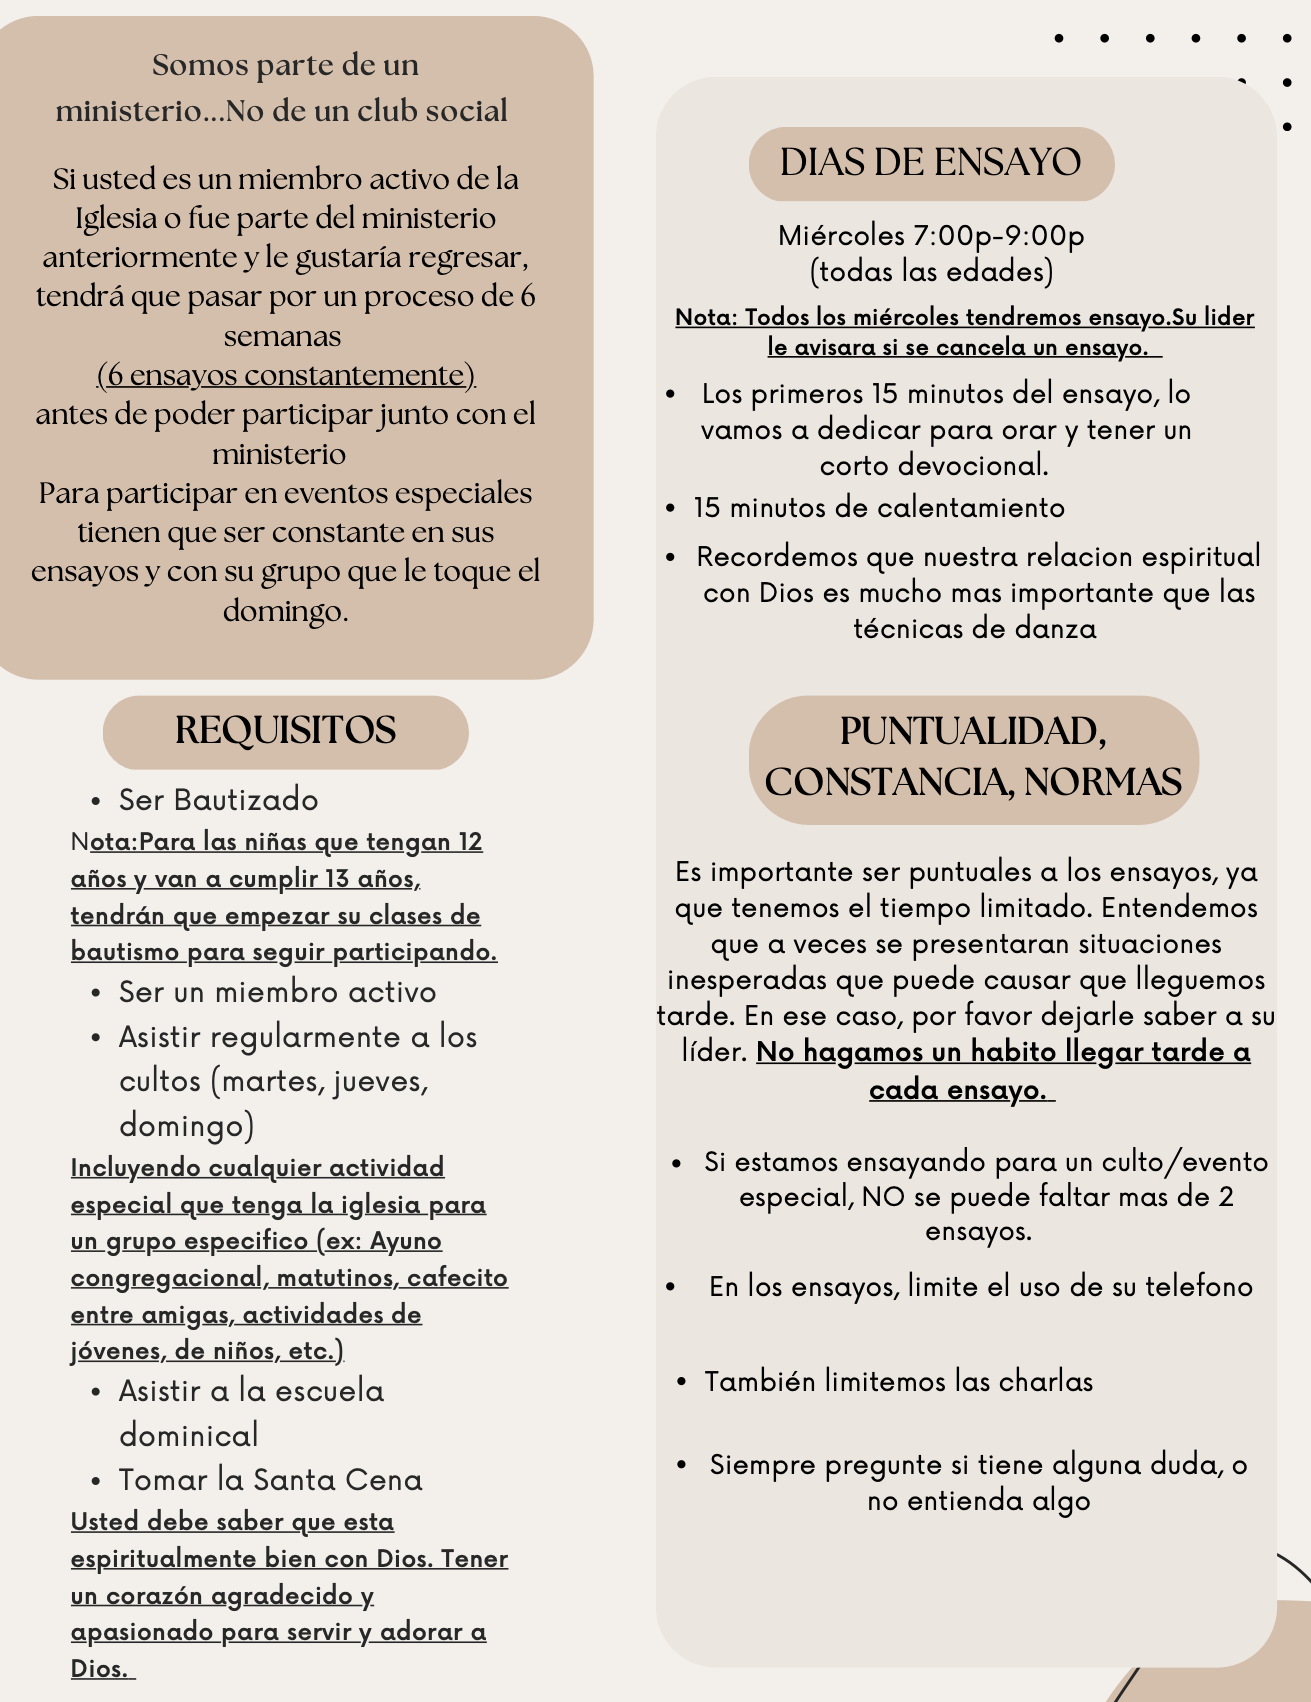 Somos parte de un
ministerio...No de un club social
Si usted es un miembro activo de la
Iglesia o fue parte del ministerio
anteriormente y le gustaría regresar,
tendrá que pasar por un proceso de 6
semanas
(6 ensayos constantemente)
antes de poder participar junto con el
ministerio
Para participar en eventos especiales
tienen que ser constante en sus
ensayos y con su grupo que le toque el
domingo.
REQUISITOS
• Ser Bautizado
Nota:Para las niñas que tengan 12
años y van a cumplir 13 años,
tendrán que empezar su clases de
bautismo para seguir participando.
• Ser un miembro activo
• Asistir regularmente a los
cultos (martes, jueves,
domingo)
Incluyendo cualquier actividad
especial que tenga la iglesia para
un grupo especifico (ex: Ayuno
congregacional, matutinos, cafecito
entre amigas, actividades de
jóvenes, de niños, etc.)
• Asistir a la escuela
dominical
• Tomar la Santa Cena
Usted debe saber que esta
espiritualmente bien con Dios. Tener
un corazón agradecido y
apasionado para servir y adorar a
Dios.
DIAS DE ENSAYO
Miércoles 7:00p-9:00p
(todas las edades)
Nota: Todos los miércoles tendremos ensayo.Su lider
le avisara si se cancela un ensayo.
• Los primeros 15 minutos del ensayo, lo
vamos a dedicar para orar y tener un
corto devocional.
• 15 minutos de calentamiento
• Recordemos que nuestra relacion espiritual
con Dios es mucho mas importante que las
técnicas de danza
PUNTUALIDAD,
CONSTANCIA, NORMAS
Es importante ser puntuales a los ensayos, ya
que tenemos el tiempo limitado. Entendemos
que a veces se presentaran situaciones
inesperadas que puede causar que lleguemos
tarde. En ese caso, por favor dejarle saber a su
líder. No hagamos un habito llegar tarde a
cada ensayo.
• Si estamos ensayando para un culto/evento
especial, NO se puede faltar mas de 2
ensayos.
• En los ensayos, limite el uso de su telefono
• También limitemos las charlas
• Siempre pregunte si tiene alguna duda, o
no entienda algo